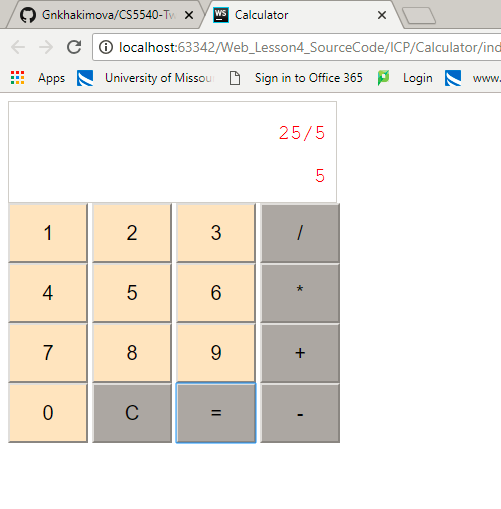 Gnkhakimova/CS5540-Tw
WS Calculator
localhost:63342/Web_Lesson4_SourceCode/ICP/Calculator/ind
Apps University of Missou Sign in to Office 365 Project www.
25/5
5
1 2 3 /
4 5 6 *
7 8 9 +
0 C = -